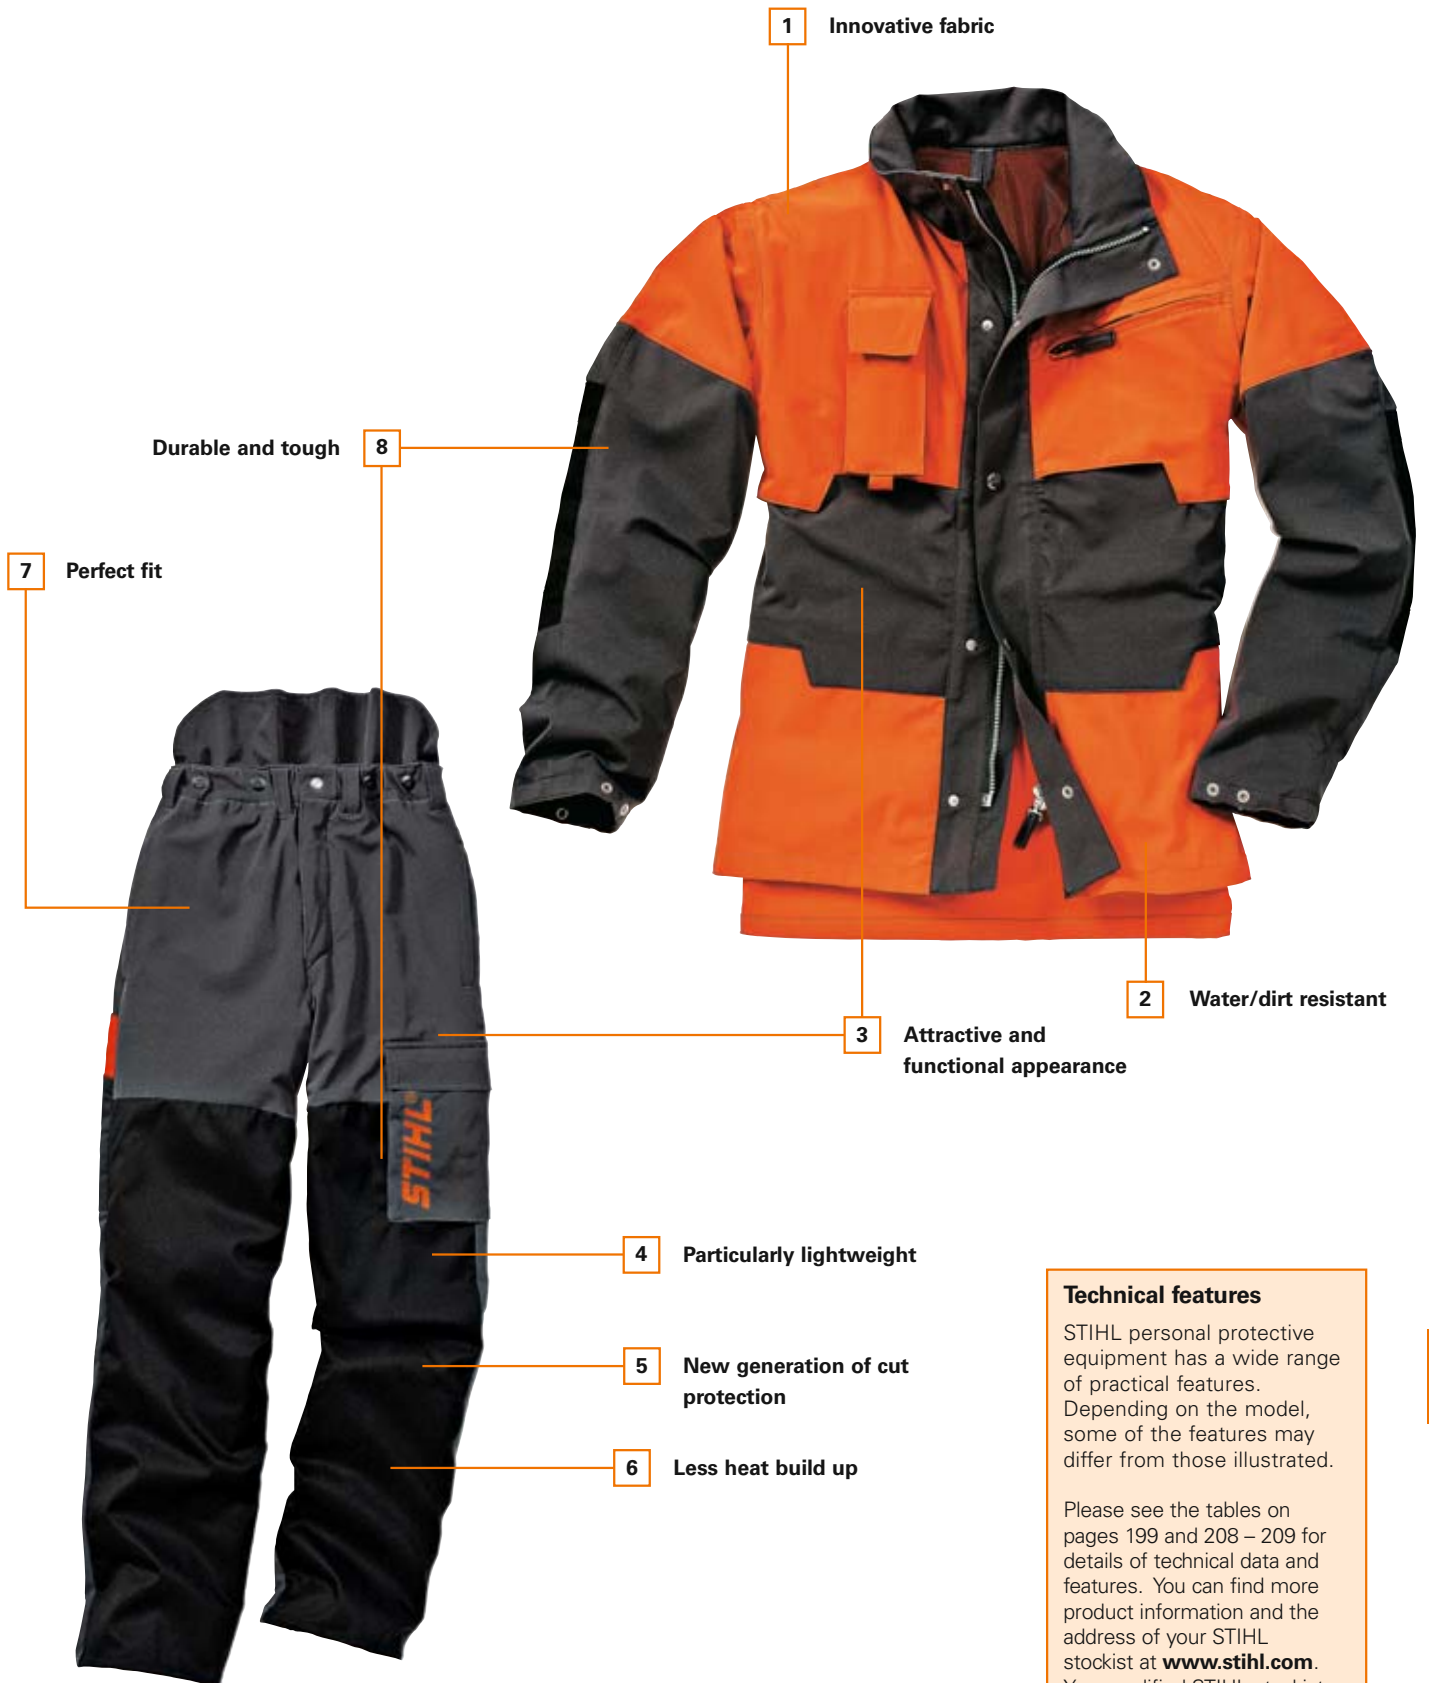 1 Innovative fabric
Durable and tough 8
7 Perfect fit
2 Water/dirt resistant
3 Attractive and
functional appearance
STIHL®
4 Particularly lightweight
5 New generation of cut
protection
6 Less heat build up
Technical features
STIHL personal protective
equipment has a wide range
of practical features.
Depending on the model,
some of the features may
differ from those illustrated.
Please see the tables on
pages 199 and 208 – 209 for
details of technical data and
features. You can find more
product information and the
address of your STIHL
stockist at www.stihl.com.